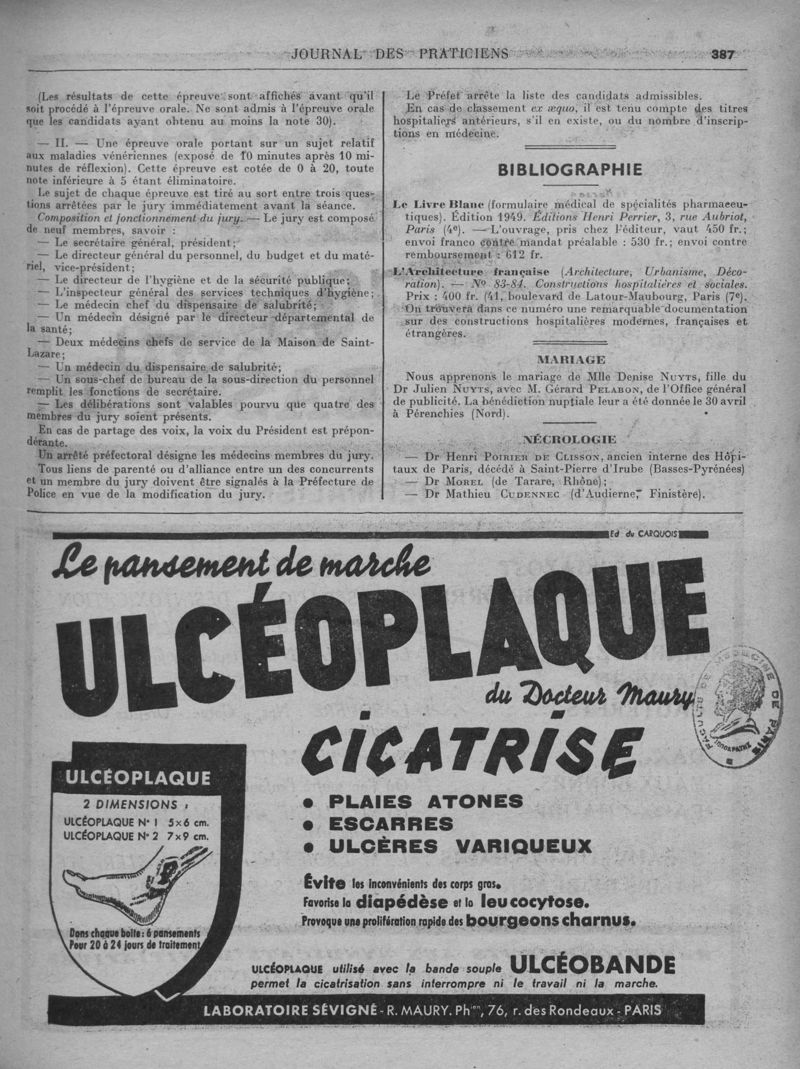 JOURNAL DES PRATICIENS
387
(Les résultats de cette épreuve sont affichés avant qu'il
soit procédé à l'épreuve orale. Ne sont admis à l'épreuve orale
que les candidats ayant obtenu au moins la note 30).
— II. — Une épreuve orale portant sur un sujet relatif
aux maladies vénériennes (exposé de 10 minutes après 10 mi-
nutes de réflexion). Cette épreuve est cotée de 0 à 20, toute
note inférieure à 5 étant éliminatoire.
Le sujet de chaque épreuve est tiré au sort entre trois ques-
tions arrêtées par le jury immédiatement avant la séance.
Composition et fonctionnement du jury. — Le jury est composé
de neuf membres, savoir :
— Le secrétaire général, président;
— Le directeur général du personnel, du budget et du maté-
riel, vice-président;
— Le directeur de l'hygiène et de la sécurité publique;
— L'inspecteur général des services techniques d'hygiène;
— Le médecin chef du dispensaire de salubrité;
— Un médecin désigné par le directeur départemental de
la santé;
— Deux médecins chefs de service de la Maison de Saint-
Lazare;
— Un médecin du dispensaire de salubrité;
— Un sous-chef de bureau de la sous-direction du personnel
remplit les fonctions de secrétaire.
— Les délibérations sont valables pourvu que quatre des
membres du jury soient présents.
En cas de partage des voix, la voix du Président est prépon-
dérante.
Un arrêté préfectoral désigne les médecins membres du jury.
Tous liens de parenté ou d'alliance entre un des concurrents
et un membre du jury doivent être signalés à la Préfecture de
Police en vue de la modification du jury.
Le Préfet arrête la liste des candidats admissibles.
En cas de classement ex æquo, il est tenu compte des titres
hospitaliers antérieurs, s'il en existe, ou du nombre d'inscrip-
tions en médecine.
BIBLIOGRAPHIE
Le Livre Blanc (formulaire médical de spécialités pharmaceu-
tiques). Édition 1949. Éditions Henri Perrier, 3, rue Aubriot,
Paris (4e). — L'ouvrage, pris chez l'éditeur, vaut 450 fr.;
envoi franco contre mandat préalable : 530 fr.; envoi contre
remboursement : 612 fr.
L'Architecture française (Architecture, Urbanisme, Déco-
ration). — No 83-84. Constructions hospitalières et sociales.
Prix : 400 fr. (41, boulevard de Latour-Maubourg, Paris (7e).
On trouvera dans ce numéro une remarquable documentation
sur des constructions hospitalières modernes, françaises et
étrangères.
MARIAGE
Nous apprenons le mariage de Mlle Denise NUYTS, fille du
Dr Julien NUYTS, avec M. Gérard PELABON, de l'Office général
de publicité. La bénédiction nuptiale leur a été donnée le 30 avril
à Pérenchies (Nord).
NÉCROLOGIE
— Dr Henri POIRIER DE CLISSON, ancien interne des Hôpi-
taux de Paris, décédé à Saint-Pierre d'Irube (Basses-Pyrénées)
— Dr MOREL (de Tarare, Rhône);
— Dr Mathieu CUDENNEC (d'Audierne, Finistère).
Ed du CARQUOIS
Le pansement de marche
ULCÉOPLAQUE
du Docteur Maury
FACULTÉ DE MÉDECINE DE PARIS
CICATRISE
• PLAIES ATONES
• ESCARRES
• ULCÈRES VARIQUEUX
Évite les inconvénients des corps gras.
Favorise la diapédèse et la leucocytose.
Provoque une prolifération rapide des bourgeons charnus.
ULCÉOPLAQUE
2 DIMENSIONS :
ULCÉOPLAQUE No 1 5x6 cm.
ULCÉOPLAQUE No 2 7x9 cm.
Dans chaque boîte : 6 pansements
Pour 20 à 24 jours de traitement
ULCÉOPLAQUE utilisé avec la bande souple ULCÉOBANDE
permet la cicatrisation sans interrompre ni le travail ni la marche.
LABORATOIRE SÉVIGNÉ - R. MAURY. Phien, 76, r. des Rondeaux - PARIS